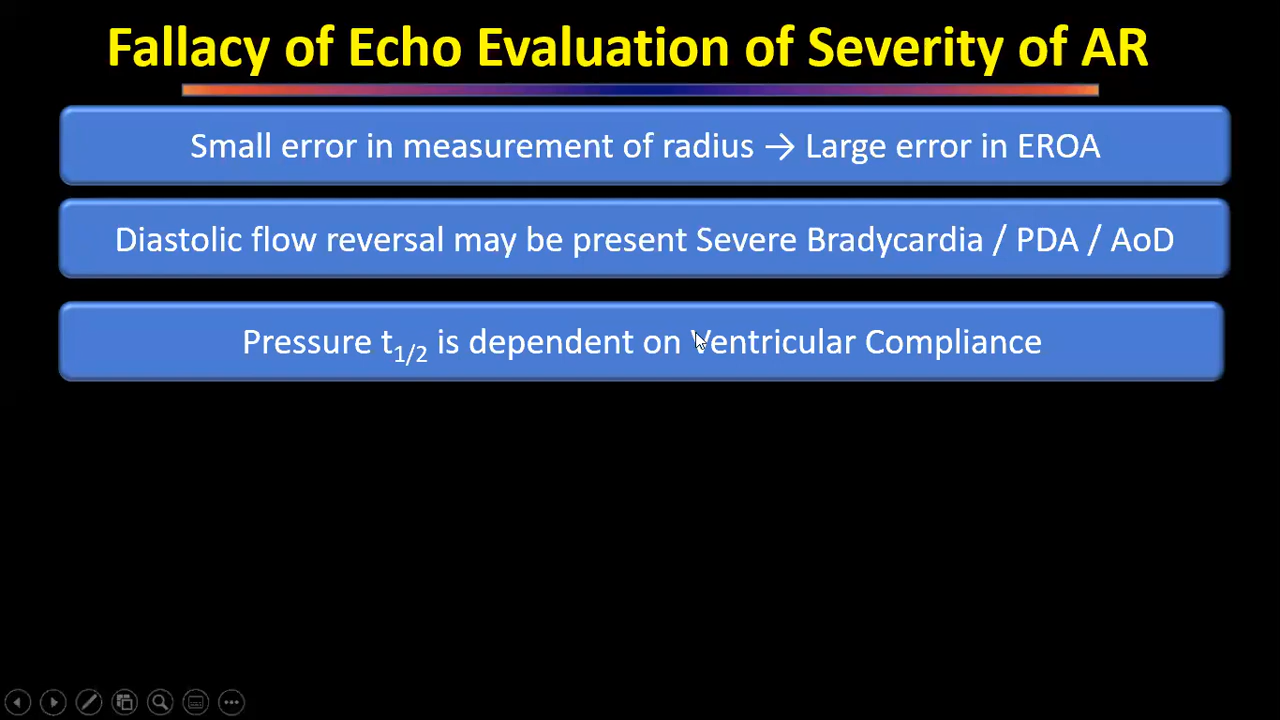 Fallacy of Echo Evaluation of Severity of AR
Small error in measurement of radius → Large error in EROA
Diastolic flow reversal may be present Severe Bradycardia / PDA / AoD
Pressure t1/2 is dependent on Ventricular Compliance